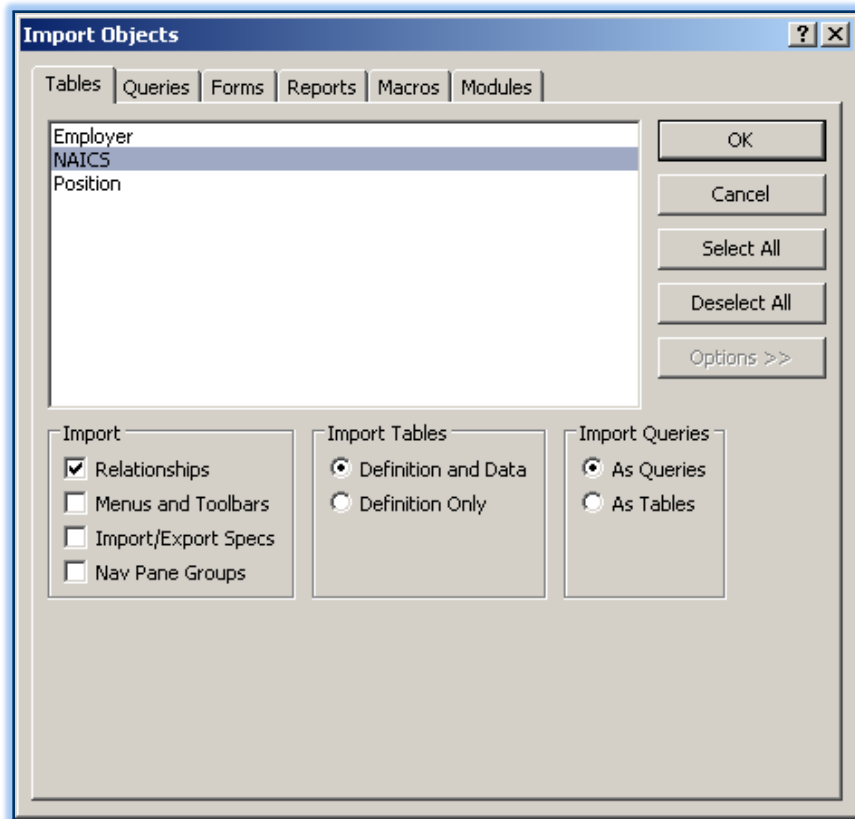 Import Objects
Tables Queries Forms Reports Macros Modules
Employer
NAICS
Position
OK
Cancel
Select All
Deselect All
Options >>
Import
Relationships
Menus and Toolbars
Import/Export Specs
Nav Pane Groups
Import Tables
Definition and Data
Definition Only
Import Queries
As Queries
As Tables